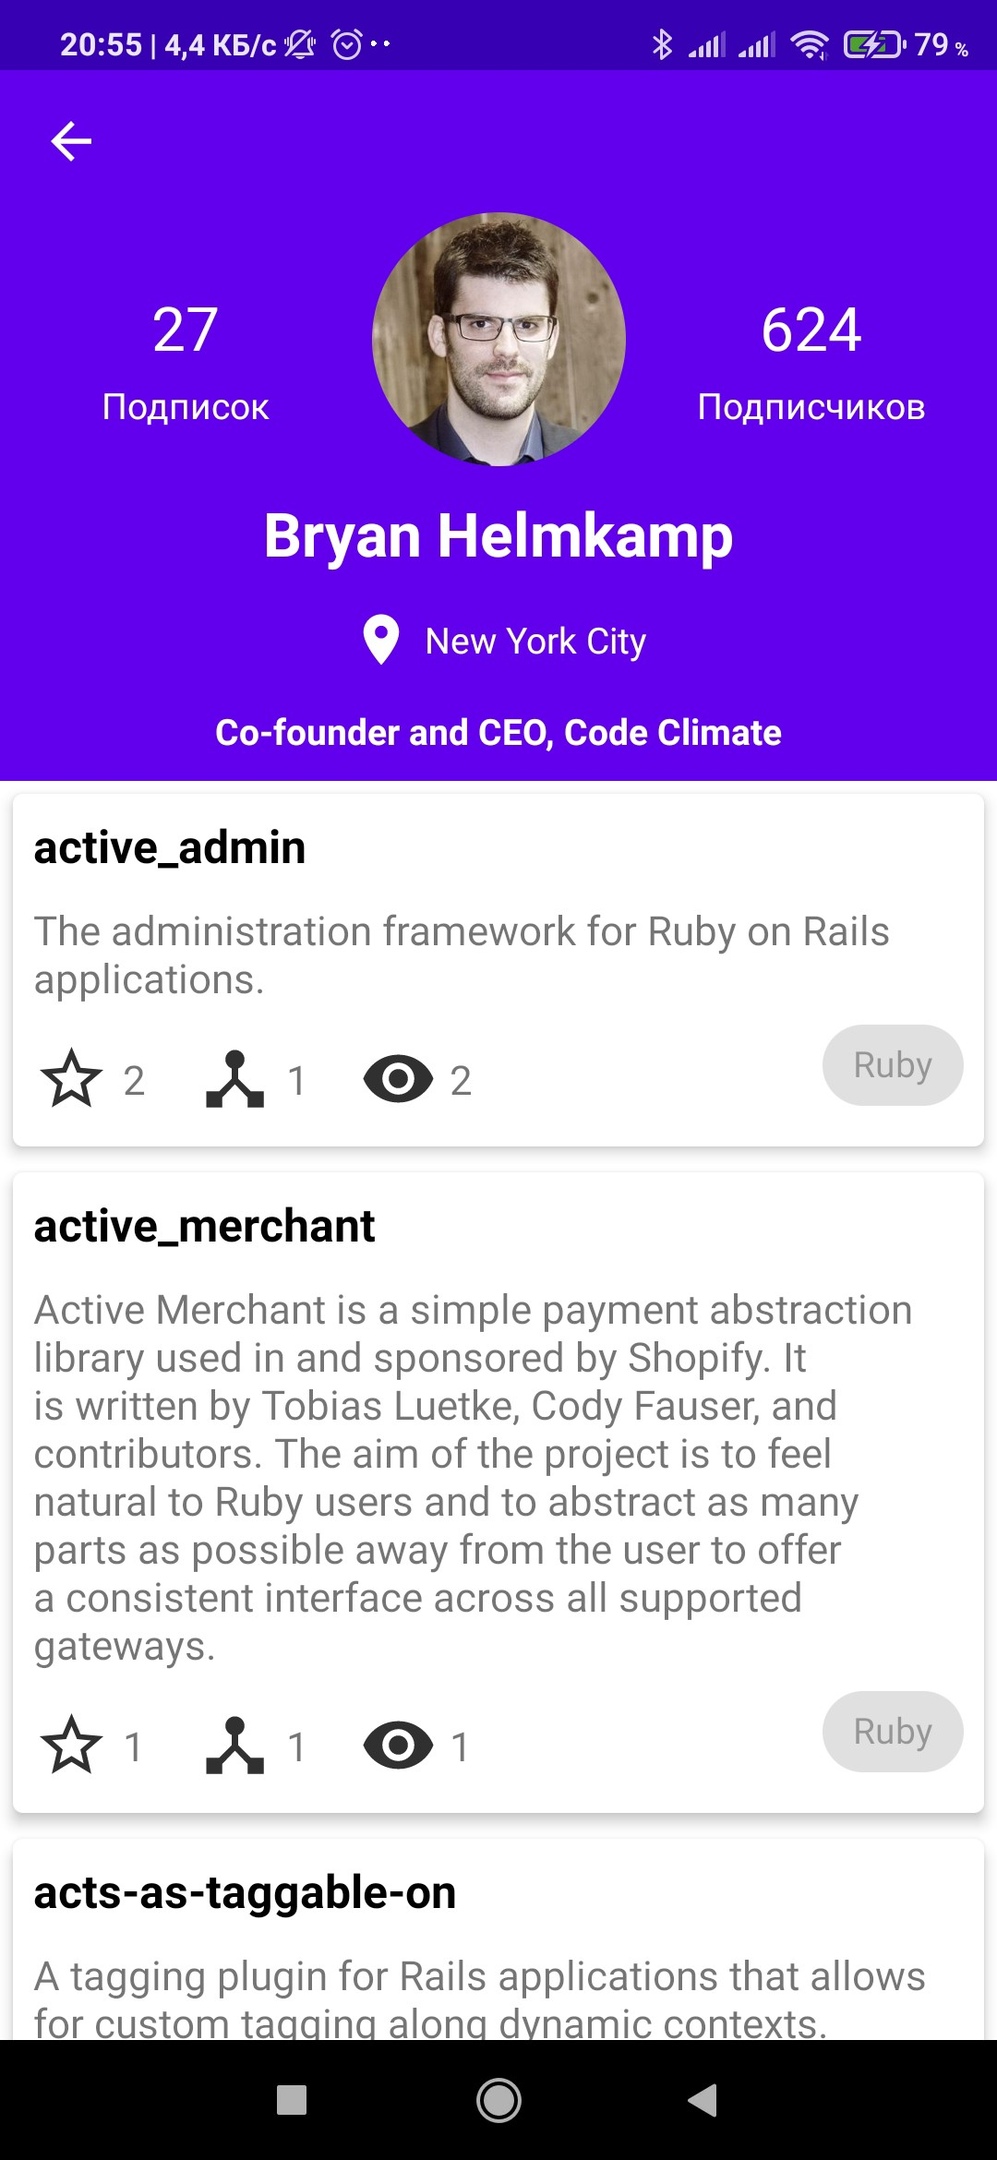 20:55 | 4,4 КБ/с
79 %
27
624
Подписок
Подписчиков
Bryan Helmkamp
New York City
Co-founder and CEO, Code Climate
active_admin
The administration framework for Ruby on Rails
applications.
2
1
2
Ruby
active_merchant
Active Merchant is a simple payment abstraction
library used in and sponsored by Shopify. It
is written by Tobias Luetke, Cody Fauser, and
contributors. The aim of the project is to feel
natural to Ruby users and to abstract as many
parts as possible away from the user to offer
a consistent interface across all supported
gateways.
1
1
1
Ruby
acts-as-taggable-on
A tagging plugin for Rails applications that allows
for custom tagging along dynamic contexts.